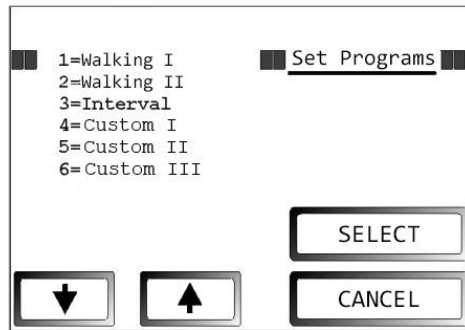 1=Walking I
2=Walking II
3=Interval
4=Custom I
5=Custom II
6=Custom III
Set Programs
SELECT
CANCEL